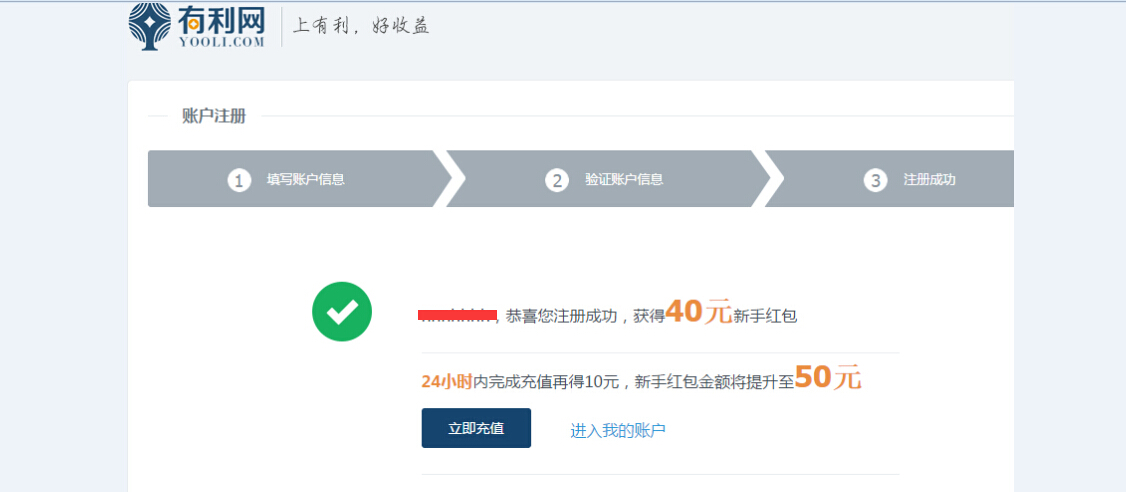 有利网
YOOLI.COM
上有利，好收益
账户注册
1 填写账户信息
2 验证账户信息
3 注册成功
，恭喜您注册成功，获得40元新手红包
24小时内完成充值再得10元，新手红包金额将提升至50元
立即充值
进入我的账户